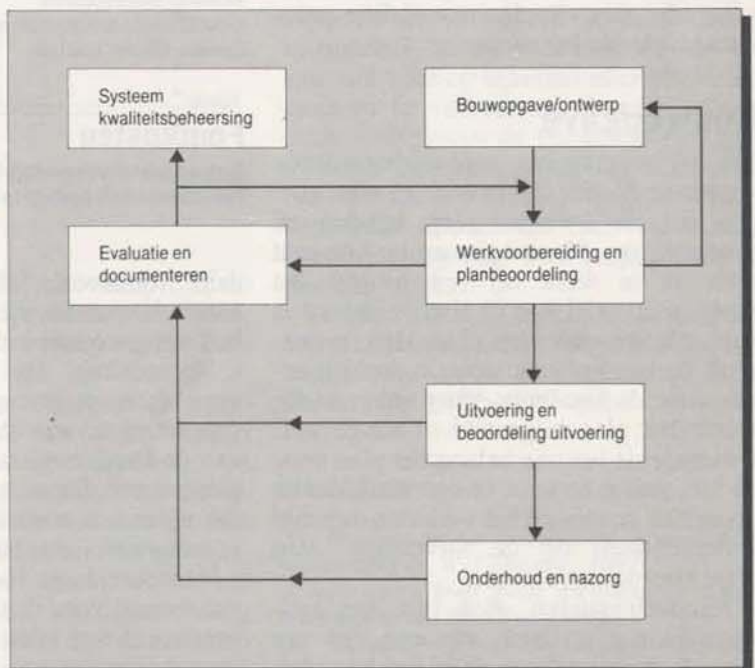 Systeem
kwaliteitsbeheersing
Bouwopgave/ontwerp
Evaluatie en
documenteren
Werkvoorbereiding en
planbeoordeling
Uitvoering en
beoordeling uitvoering
Onderhoud en nazorg